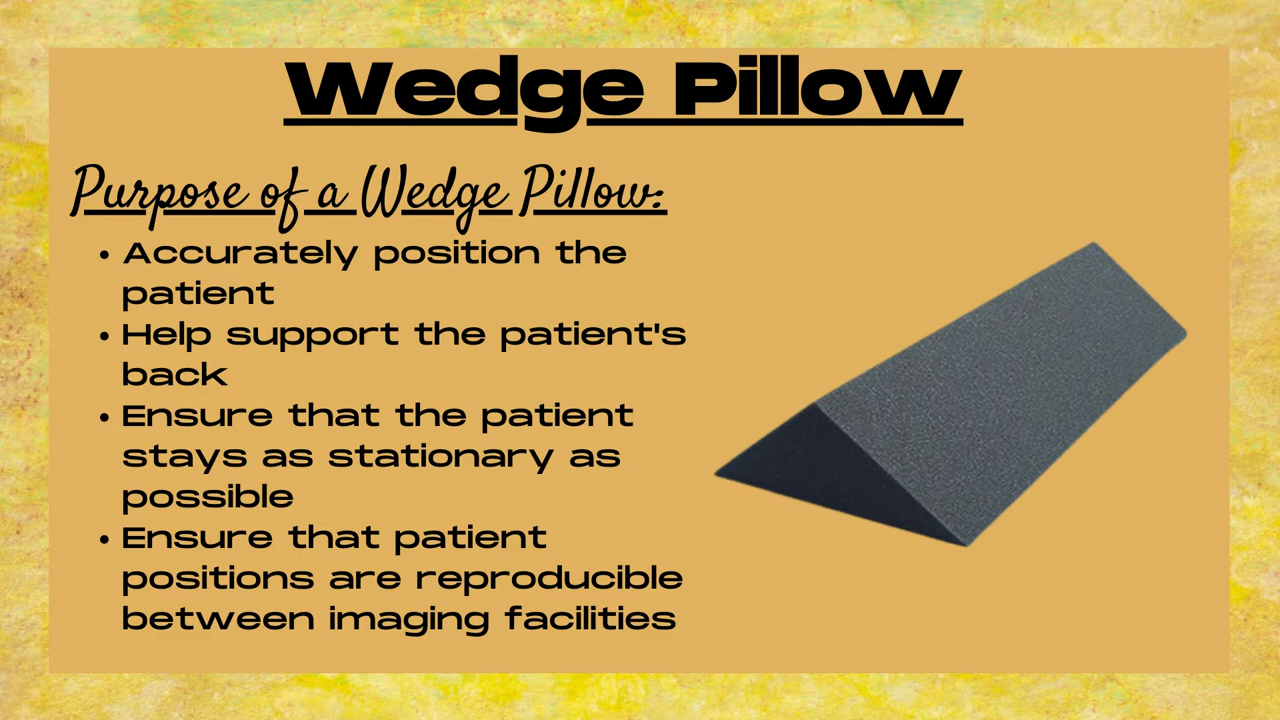 Wedge Pillow
Purpose of a Wedge Pillow:
• Accurately position the
patient
• Help support the patient's
back
• Ensure that the patient
stays as stationary as
possible
• Ensure that patient
positions are reproducible
between imaging facilities